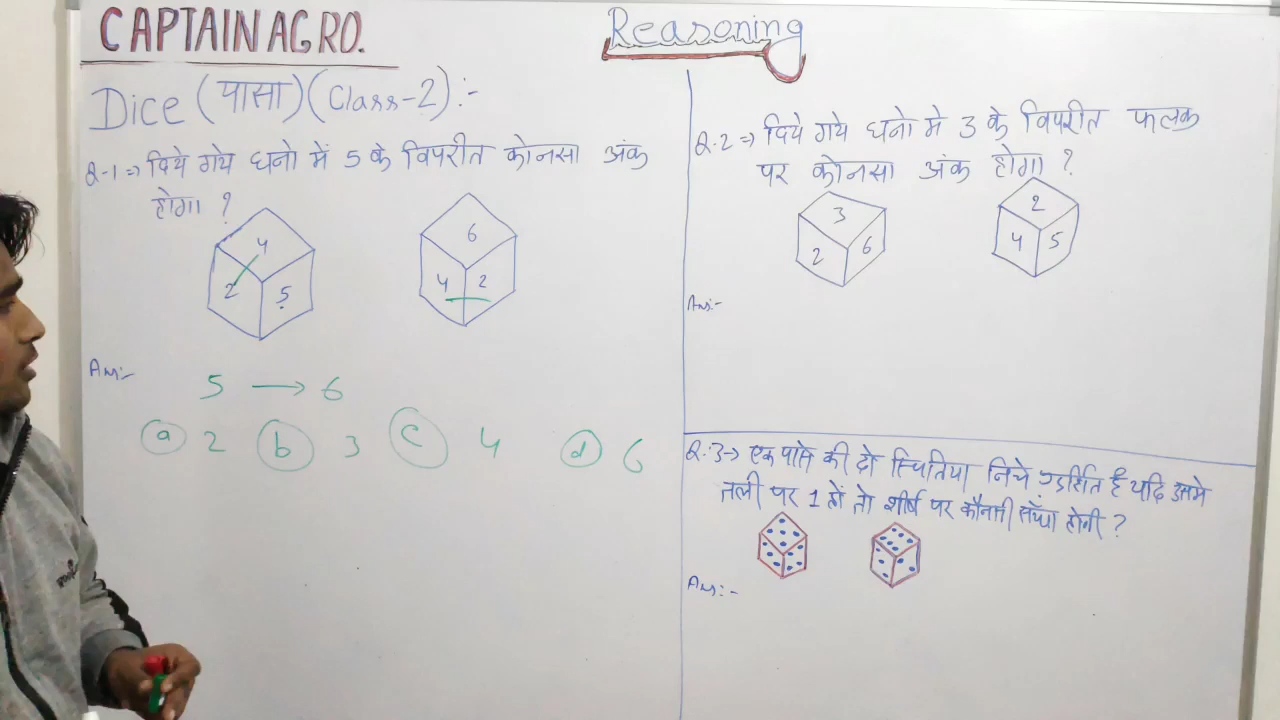 CAPTAIN AGRO.
Reasoning
Dice (पासा) (Class-2):-
Q.-1 => दिये गये घनो में 5 के विपरीत कोनसा अंक
होगा ?
4
2
5
6
4
2
Ans:-
5 → 6
(a) 2 (b) 3 (c) 4 (d) 6
Q.2 => दिये गये घनो मे 3 के विपरीत फलक
पर कोनसा अंक होगा ?
3
2
6
2
4
5
Ans:-
Q.3-> एक पासे की दो स्थितिया निचे प्रदर्शित है यदि उसमे
तली पर 1 हों तो शीर्ष पर कौनसी सँख्या होगी ?
Ans:-